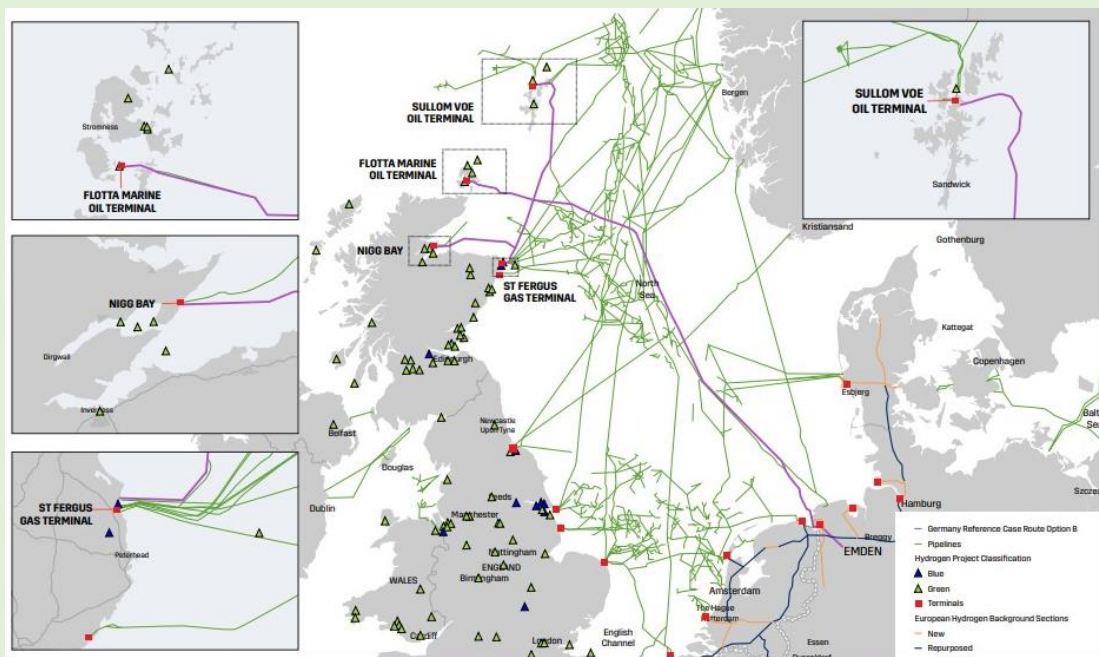 Stromness
FLOTTA MARINE
OIL TERMINAL
NIGG BAY
Dirgwall
Inverness
ST FERGUS
GAS TERMINAL
Peterhead
SULLOM VOE
OIL TERMINAL
FLOTTA MARINE
OIL TERMINAL
NIGG BAY
ST FERGUS
GAS TERMINAL
Edinburgh
Newcastle
Upon Tyne
Belfast
Douglas
Dublin
Leeds
Manchester
Nottingham
ENGLAND
Birmingham
WALES
Cardiff
London
English
Channel
North
Sea
Bergen
Kristiansand
Gothenburg
Kattegat
Copenhagen
Esbjerg
Hamburg
EMDEN
Amsterdam
The Hague
Rotterdam
Essen
SULLOM VOE
OIL TERMINAL
Sandwick
Germany Reference Case Route Option B
Pipelines
Hydrogen Project Classification
Blue
Green
Terminals
European Hydrogen Background Sections
New
Repurposed